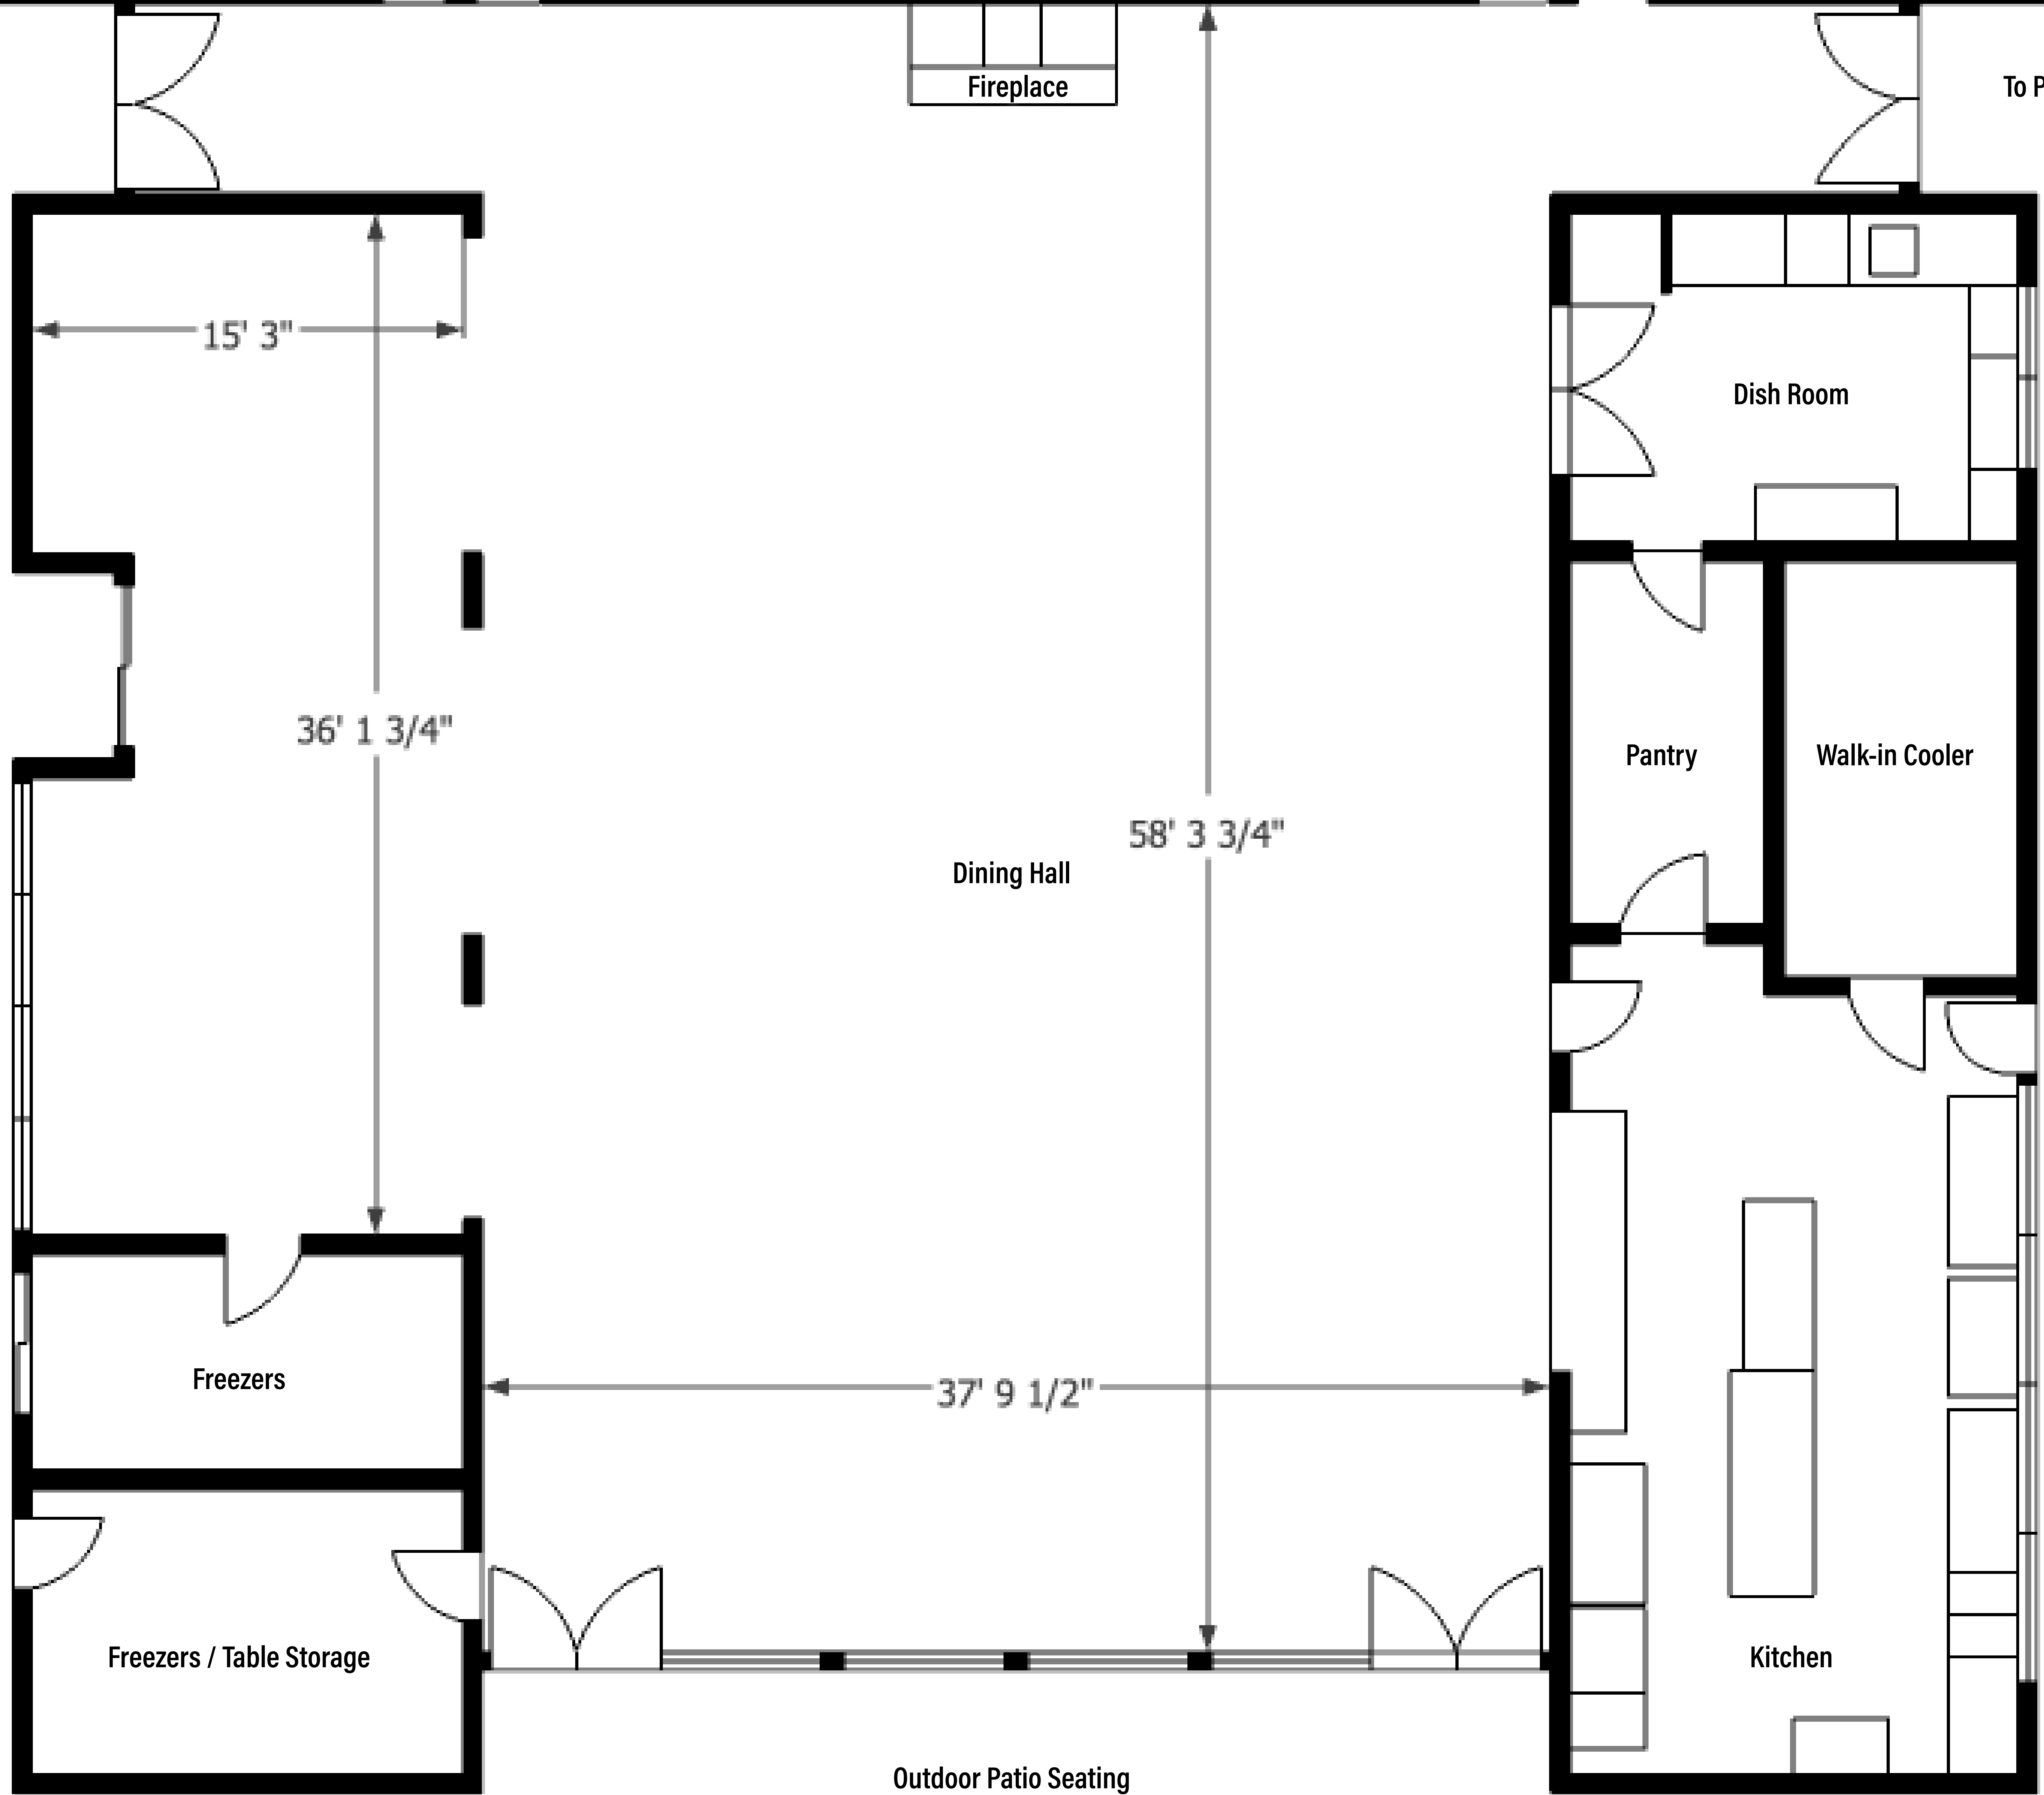 Fireplace
To P
15' 3"
Dish Room
36' 1 3/4"
Pantry
Walk-in Cooler
58' 3 3/4"
Dining Hall
Freezers
37' 9 1/2"
Freezers / Table Storage
Kitchen
Outdoor Patio Seating